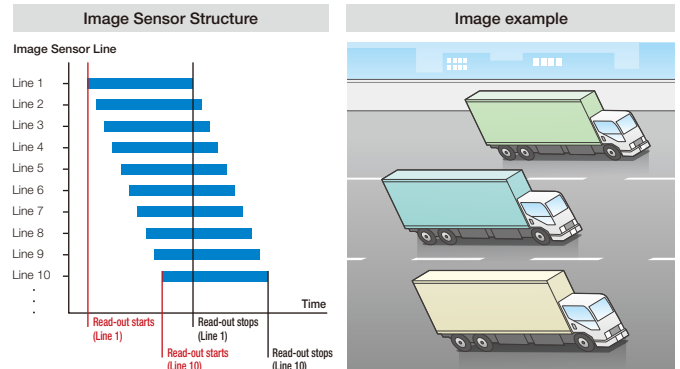 Image Sensor Structure
Image example
Image Sensor Line
Line 1
Line 2
Line 3
Line 4
Line 5
Line 6
Line 7
Line 8
Line 9
Line 10
Time
Read-out starts
(Line 1)
Read-out stops
(Line 1)
Read-out starts
(Line 10)
Read-out stops
(Line 10)